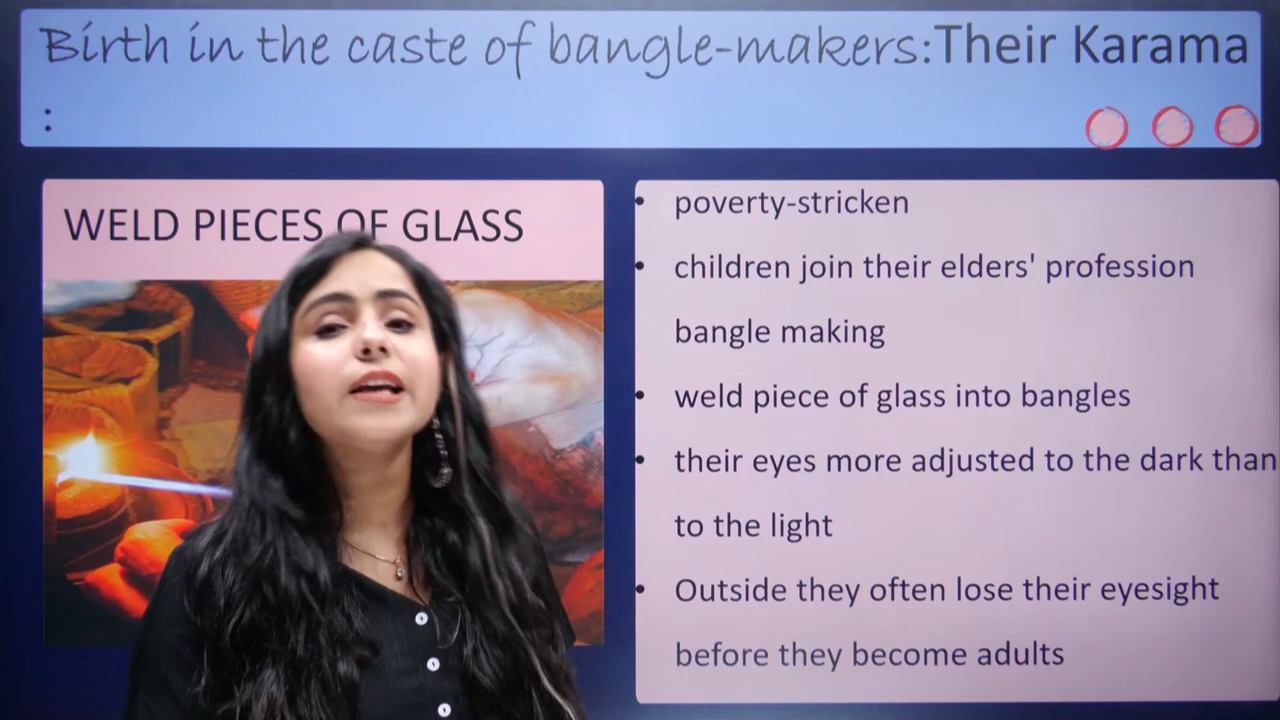 Birth in the caste of bangle-makers:Their Karama
:
WELD PIECES OF GLASS
• poverty-stricken
• children join their elders' profession
bangle making
• weld piece of glass into bangles
• their eyes more adjusted to the dark than
to the light
• Outside they often lose their eyesight
before they become adults